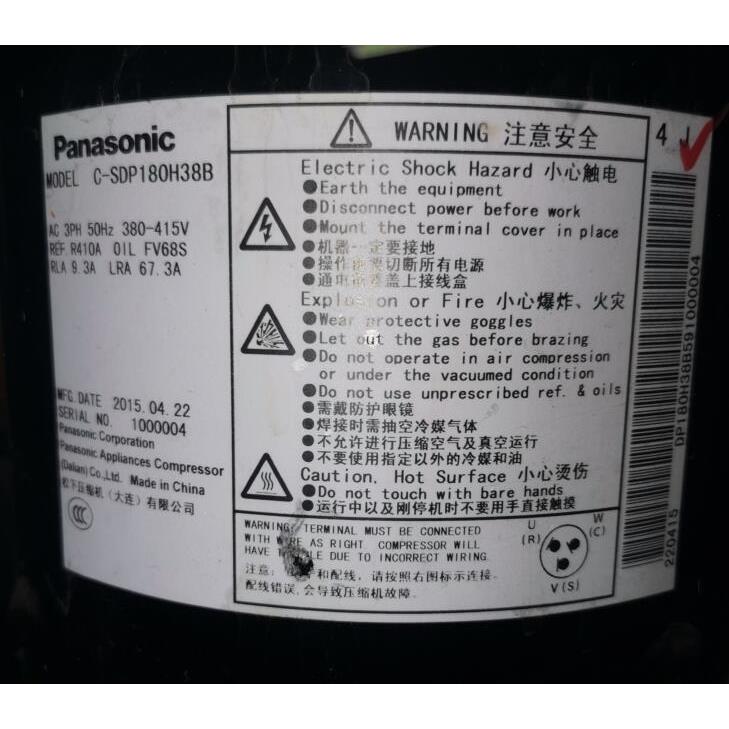 Panasonic
MODEL C-SDP180H38B
AC 3PH 50Hz 380-415V
REF. R410A OIL FV68S
RLA 9.3A LRA 67.3A
MFG. DATE 2015.04.22
SERIAL NO. 1000004
Panasonic Corporation
Panasonic Appliances Compressor
(Dalian) Co.,Ltd. Made in China
松下压缩机（大连）有限公司
WARNING 注意安全
Electric Shock Hazard 小心触电
●Earth the equipment
●Disconnect power before work
●Mount the terminal cover in place
●机器一定要接地
●操作 要切断所有电源
●通电 盖上接线盒
Explosion or Fire 小心爆炸、火灾
●Wear protective goggles
●Let out the gas before brazing
●Do not operate in air compression
or under the vacuumed condition
●Do not use unprescribed ref. & oils
●需戴防护眼镜
●焊接时需抽空冷媒气体
●不允许进行压缩空气及真空运行
●不要使用指定以外的冷媒和油
Caution, Hot Surface 小心烫伤
●Do not touch with bare hands
●运行中以及刚停机时不要用手直接触摸
WARNING: TERMINAL MUST BE CONNECTED
WITH WIRE AS RIGHT. COMPRESSOR WILL
HAVE DUE TO INCORRECT WIRING.
注意: 和配线, 请按照右图标示连接.
配线错误,会导致压缩机故障.
U
(R)
W
(C)
V(S)
4 J
DP180H38B591000004
220415